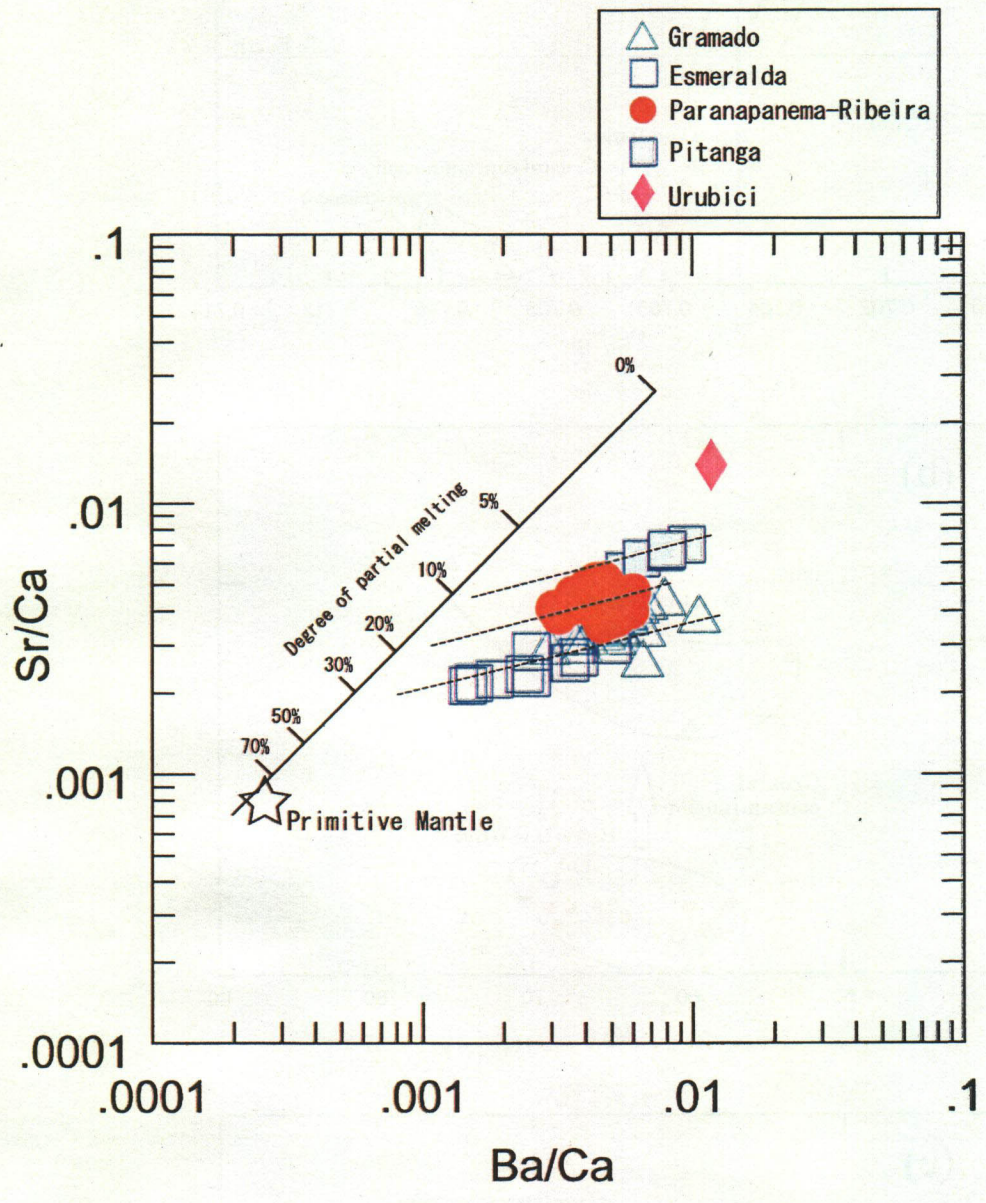 Gramado
Esmeralda
Paranapanema-Ribeira
Pitanga
Urubici
.1
0%
5%
.01
10%
Degree of partial melting
20%
30%
50%
70%
.001
Primitive Mantle
Sr/Ca
.0001
.0001
.001
.01
.1
Ba/Ca